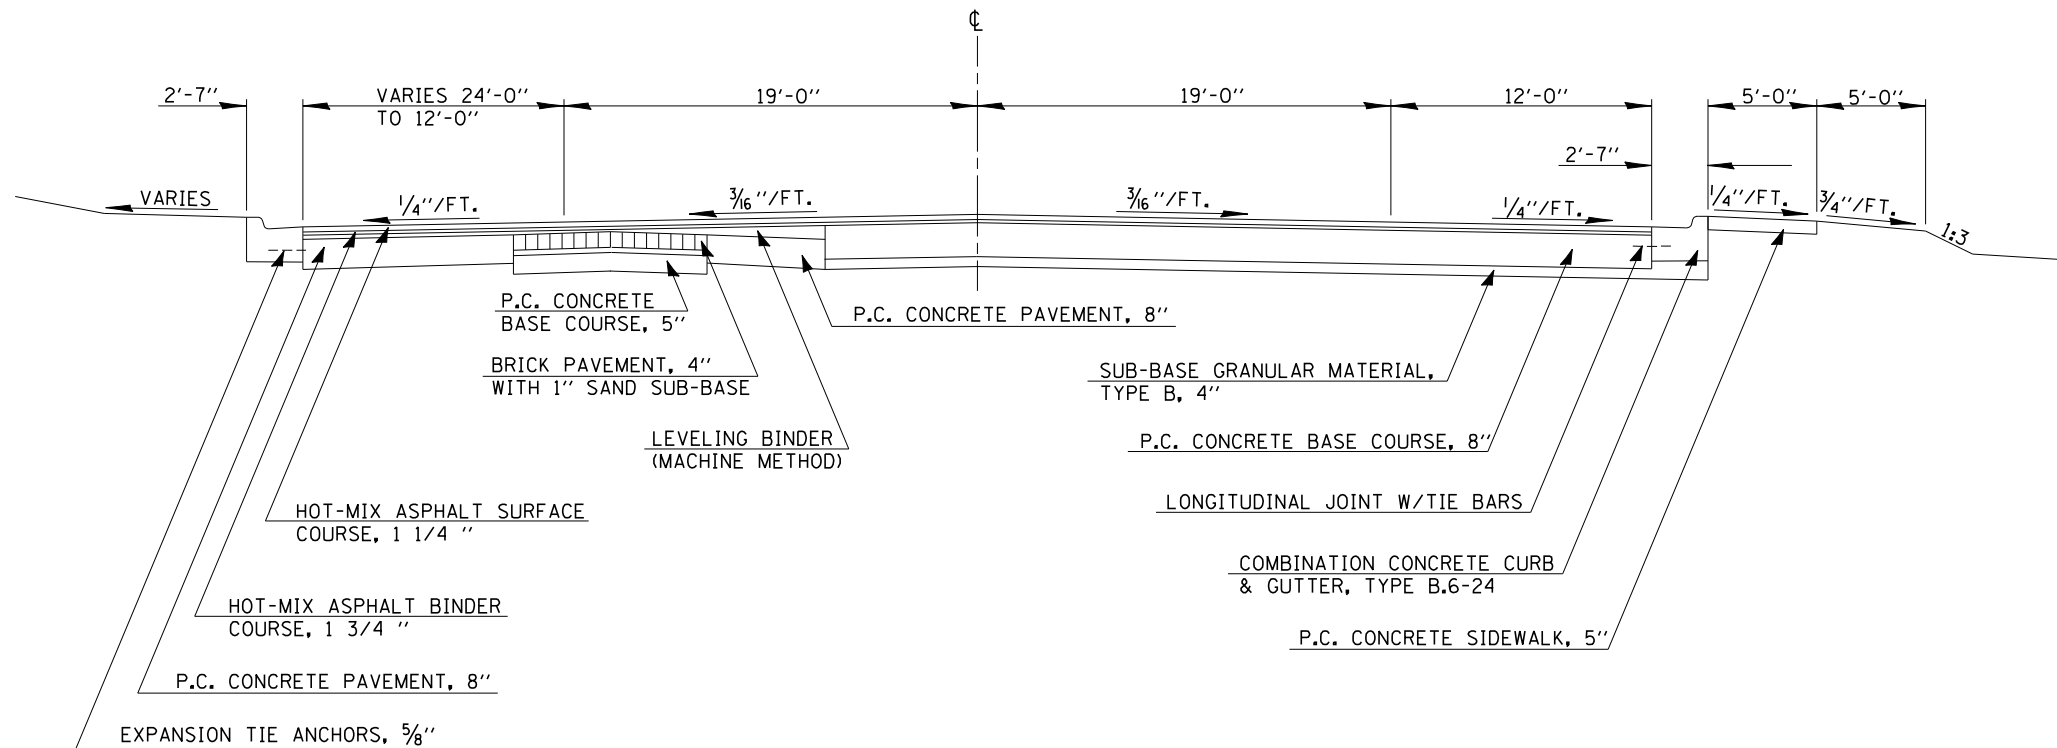 ℄
2'-7"
VARIES 24'-0"
TO 12'-0"
19'-0"
19'-0"
12'-0"
5'-0"
5'-0"
2'-7"
VARIES
1/4"/FT.
3/16"/FT.
3/16"/FT.
1/4"/FT.
1/4"/FT.
3/4"/FT.
1:3
P.C. CONCRETE
BASE COURSE, 5"
P.C. CONCRETE PAVEMENT, 8"
BRICK PAVEMENT, 4"
WITH 1" SAND SUB-BASE
SUB-BASE GRANULAR MATERIAL,
TYPE B, 4"
LEVELING BINDER
(MACHINE METHOD)
P.C. CONCRETE BASE COURSE, 8"
HOT-MIX ASPHALT SURFACE
COURSE, 1 1/4 "
LONGITUDINAL JOINT W/TIE BARS
COMBINATION CONCRETE CURB
& GUTTER, TYPE B.6-24
HOT-MIX ASPHALT BINDER
COURSE, 1 3/4 "
P.C. CONCRETE SIDEWALK, 5"
P.C. CONCRETE PAVEMENT, 8"
EXPANSION TIE ANCHORS, 5/8"